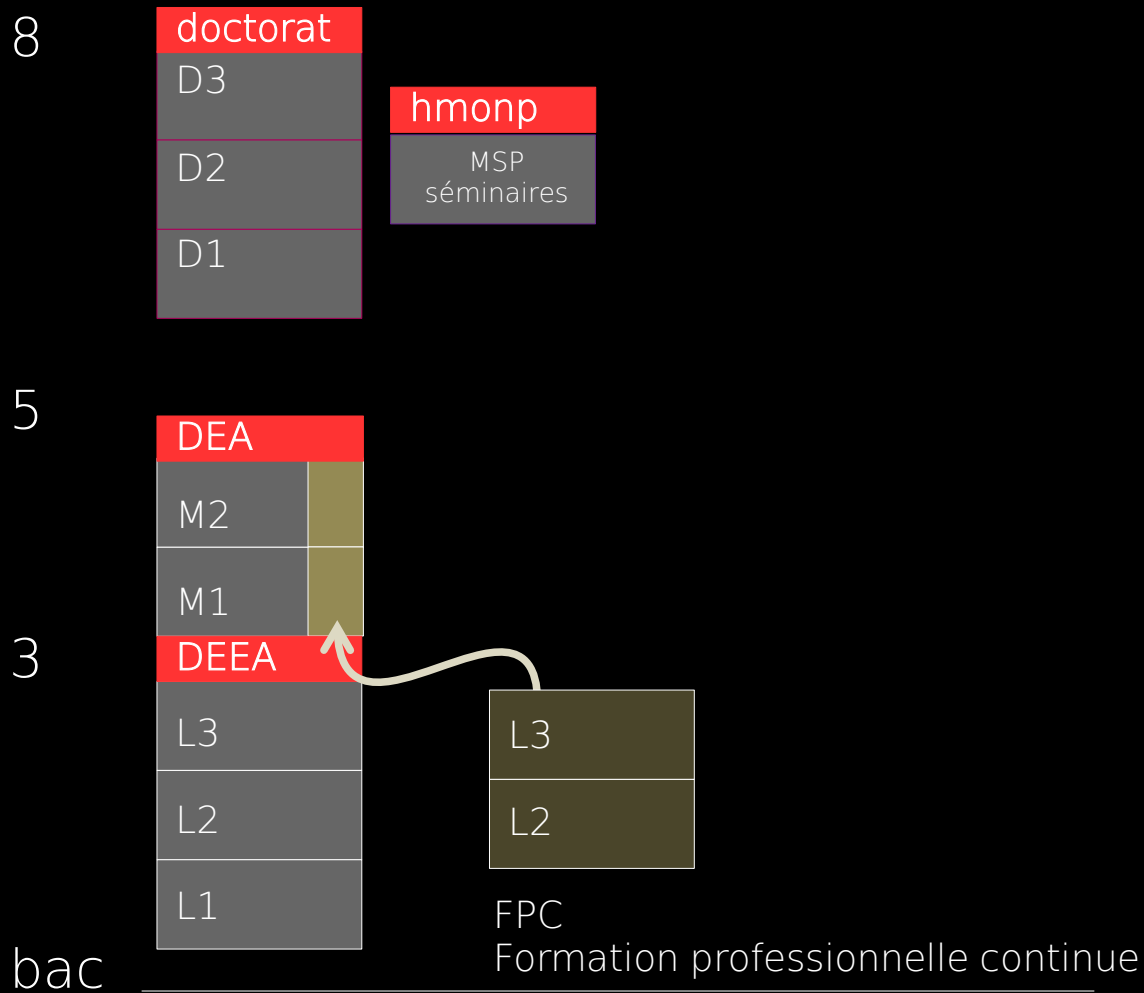 8
doctorat
D3
D2
D1
hmonp
MSP
séminaires
5
DEA
M2
M1
3
DEEA
L3
L2
L1
L3
L2
FPC
Formation professionnelle continue
bac